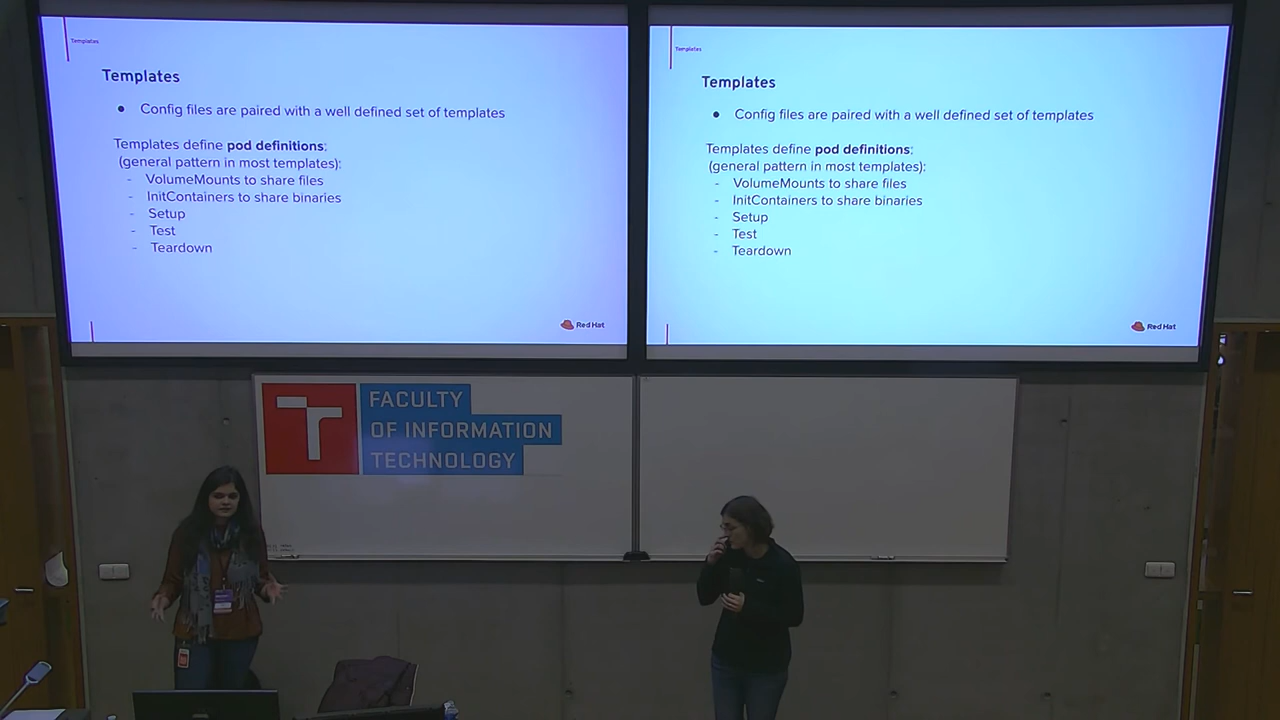 Templates
Templates
● Config files are paired with a well defined set of templates
Templates define pod definitions:
(general pattern in most templates):
- VolumeMounts to share files
- InitContainers to share binaries
- Setup
- Test
- Teardown
Red Hat
Templates
Templates
● Config files are paired with a well defined set of templates
Templates define pod definitions:
(general pattern in most templates):
- VolumeMounts to share files
- InitContainers to share binaries
- Setup
- Test
- Teardown
Red Hat
FACULTY
OF INFORMATION
TECHNOLOGY